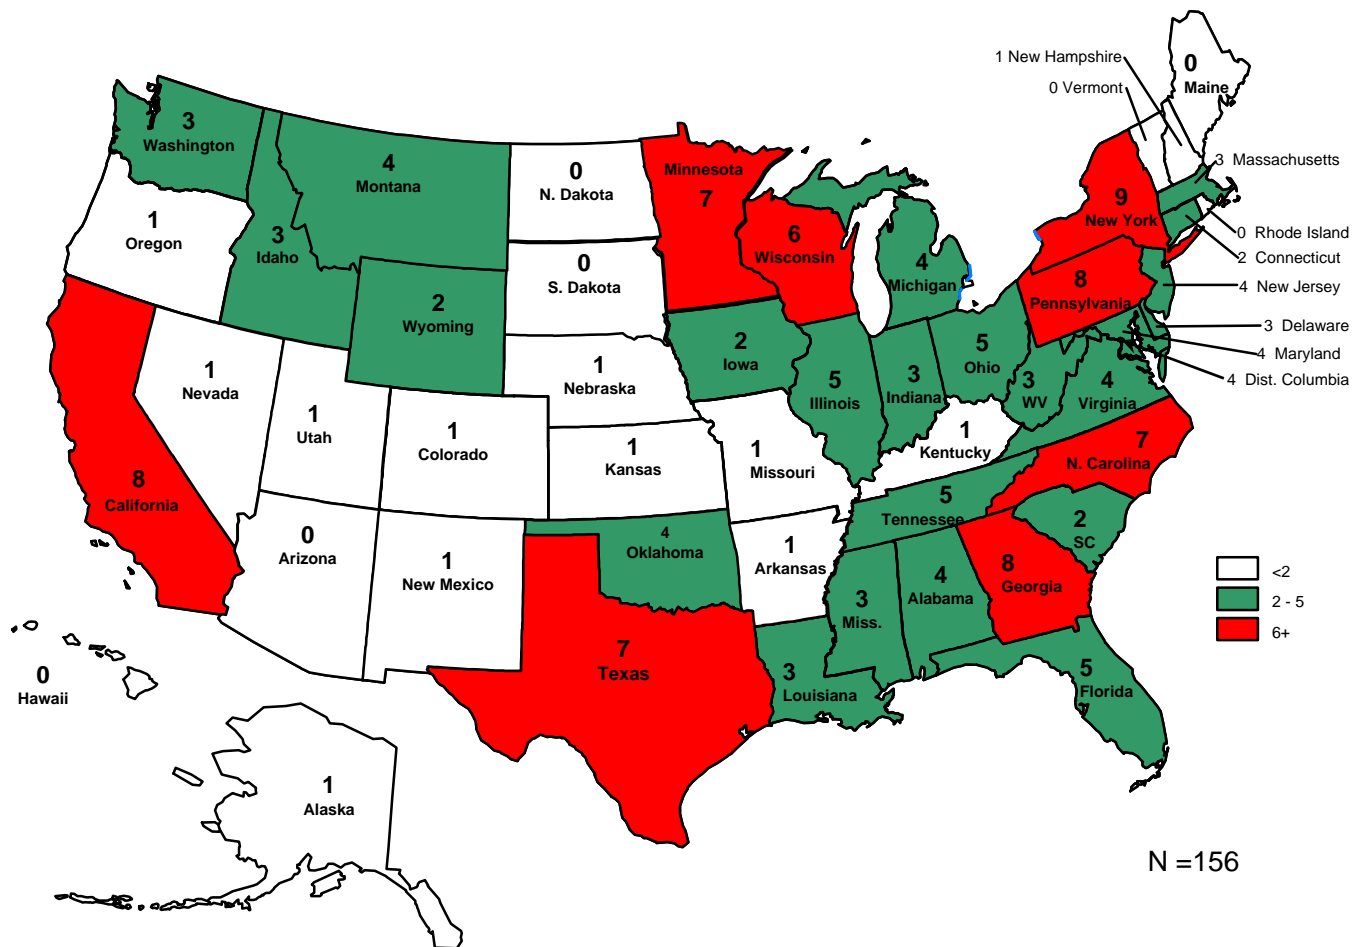 1 New Hampshire
0 Vermont
0
Maine
3
Washington
4
Montana
0
N. Dakota
Minnesota
7
3 Massachusetts
1
Oregon
3
Idaho
9
New York
6
Wisconsin
0 Rhode Island
2 Connecticut
0
S. Dakota
4
Michigan
8
Pennsylvania
4 New Jersey
2
Wyoming
3 Delaware
2
Iowa
5
Ohio
4 Maryland
1
Nevada
1
Nebraska
5
Illinois
3
Indiana
3
WV
4
Virginia
4 Dist. Columbia
1
Utah
1
Colorado
1
Kansas
1
Missouri
1
Kentucky
7
N. Carolina
8
California
5
Tennessee
2
SC
0
Arizona
1
New Mexico
4
Oklahoma
1
Arkansas
8
Georgia
<2
3
Miss.
4
Alabama
2 - 5
6+
7
Texas
3
Louisiana
5
Florida
0
Hawaii
1
Alaska
N =156